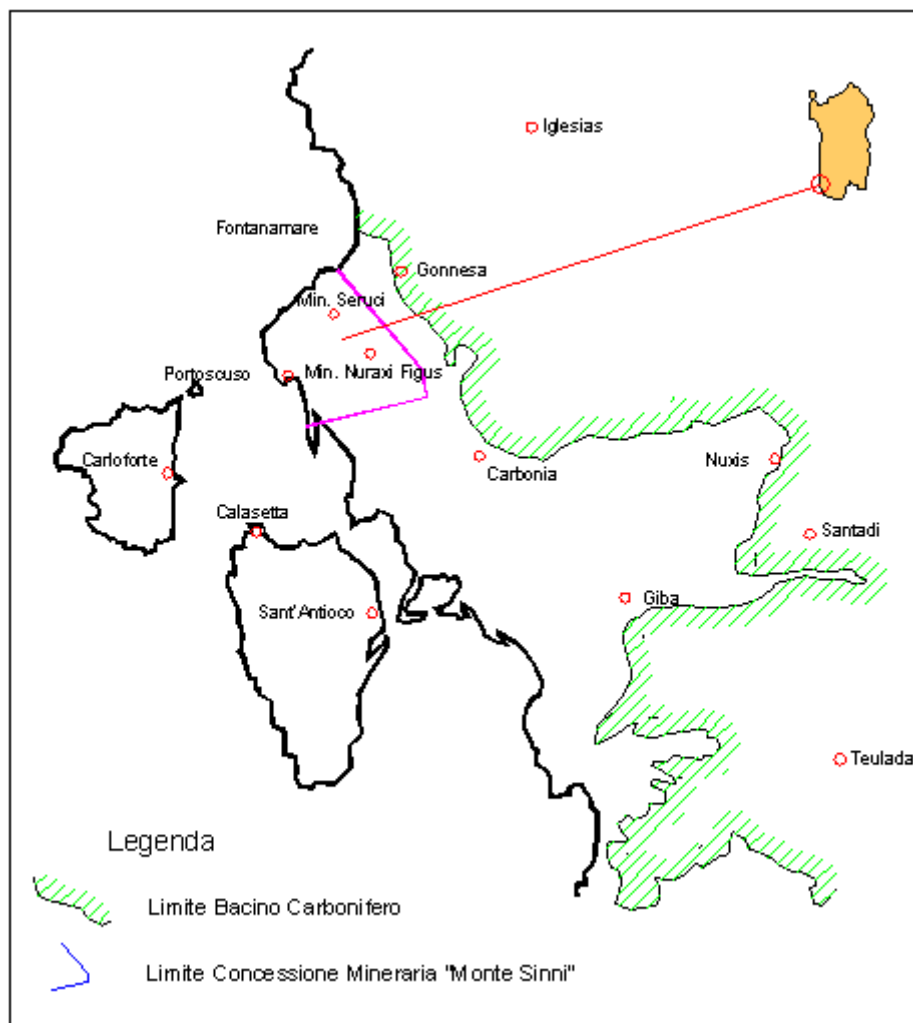 Iglesias
Fontanamare
Gonnesa
Min. Seruci
Portoscuso
Min. Nuraxi Figus
Carloforte
Carbonia
Nuxis
Calasetta
Santadi
Sant'Antioco
Giba
Teulada
Legenda
Limite Bacino Carbonifero
Limite Concessione Mineraria "Monte Sinni"